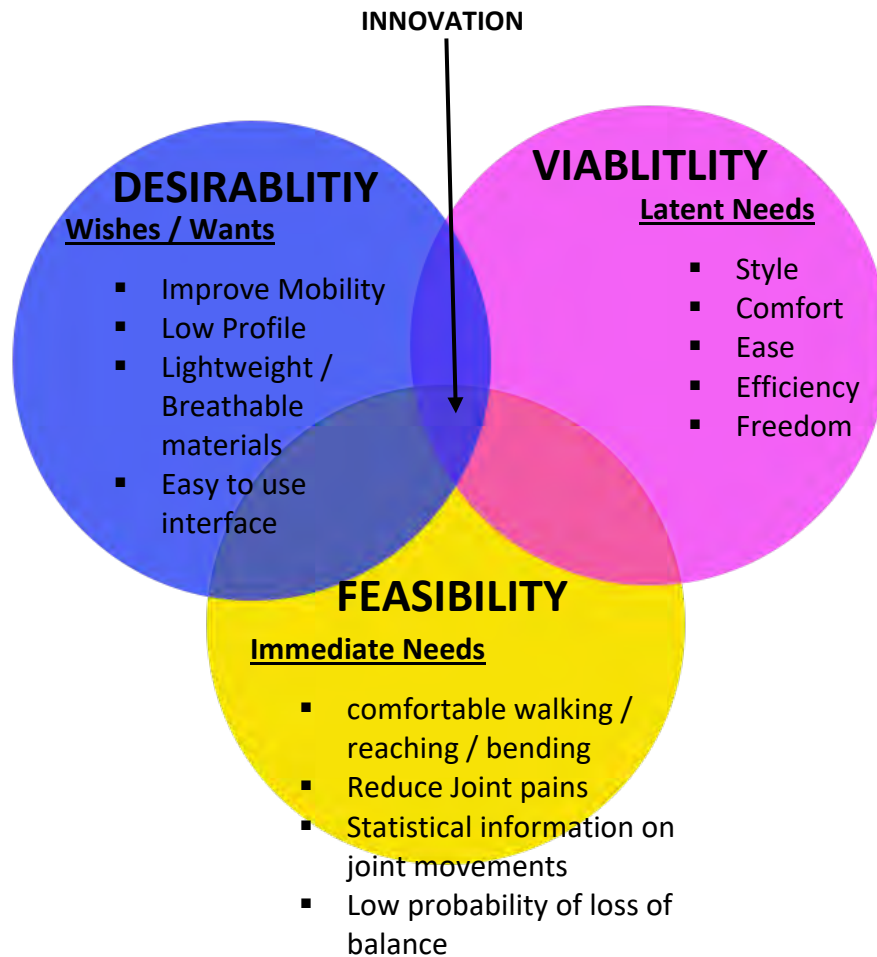 INNOVATION
DESIRABLITIY
Wishes / Wants
▪ Improve Mobility
▪ Low Profile
▪ Lightweight /
Breathable
materials
▪ Easy to use
interface
VIABLITLITY
Latent Needs
▪ Style
▪ Comfort
▪ Ease
▪ Efficiency
▪ Freedom
FEASIBILITY
Immediate Needs
▪ comfortable walking /
reaching / bending
▪ Reduce Joint pains
▪ Statistical information on
joint movements
▪ Low probability of loss of
balance